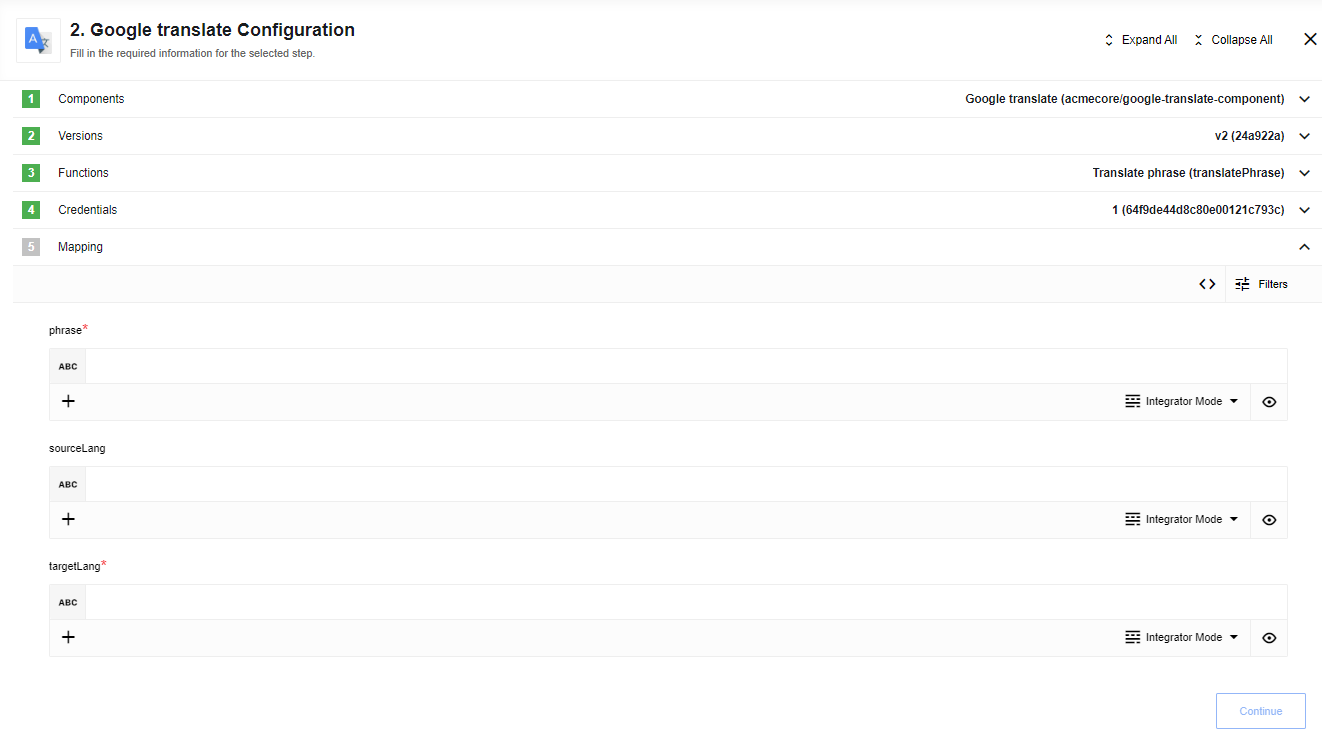 2. Google translate Configuration
Fill in the required information for the selected step.
Expand All
Collapse All
1 Components Google translate (acmecore/google-translate-component)
2 Versions v2 (24a922a)
3 Functions Translate phrase (translatePhrase)
4 Credentials 1 (64f9de44d8c80e00121c793c)
5 Mapping
Filters
phrase*
ABC
Integrator Mode
sourceLang
ABC
Integrator Mode
targetLang*
ABC
Integrator Mode
Continue